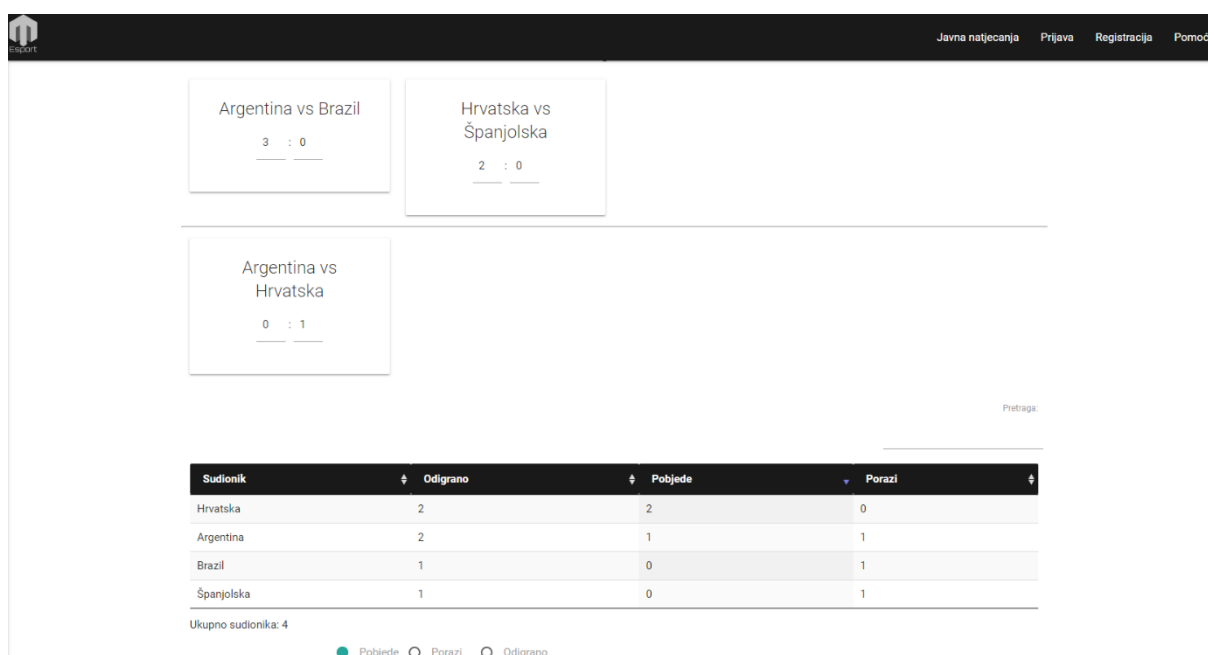 Esport
Javna natjecanja Prijava Registracija Pomoć
Argentina vs Brazil
3 : 0
Hrvatska vs
Španjolska
2 : 0
Argentina vs
Hrvatska
0 : 1
Pretraga:
Sudionik Odigrano Pobjede Porazi
Hrvatska 2 2 0
Argentina 2 1 1
Brazil 1 0 1
Španjolska 1 0 1
Ukupno sudionika: 4
Pobjede Porazi Odigrano